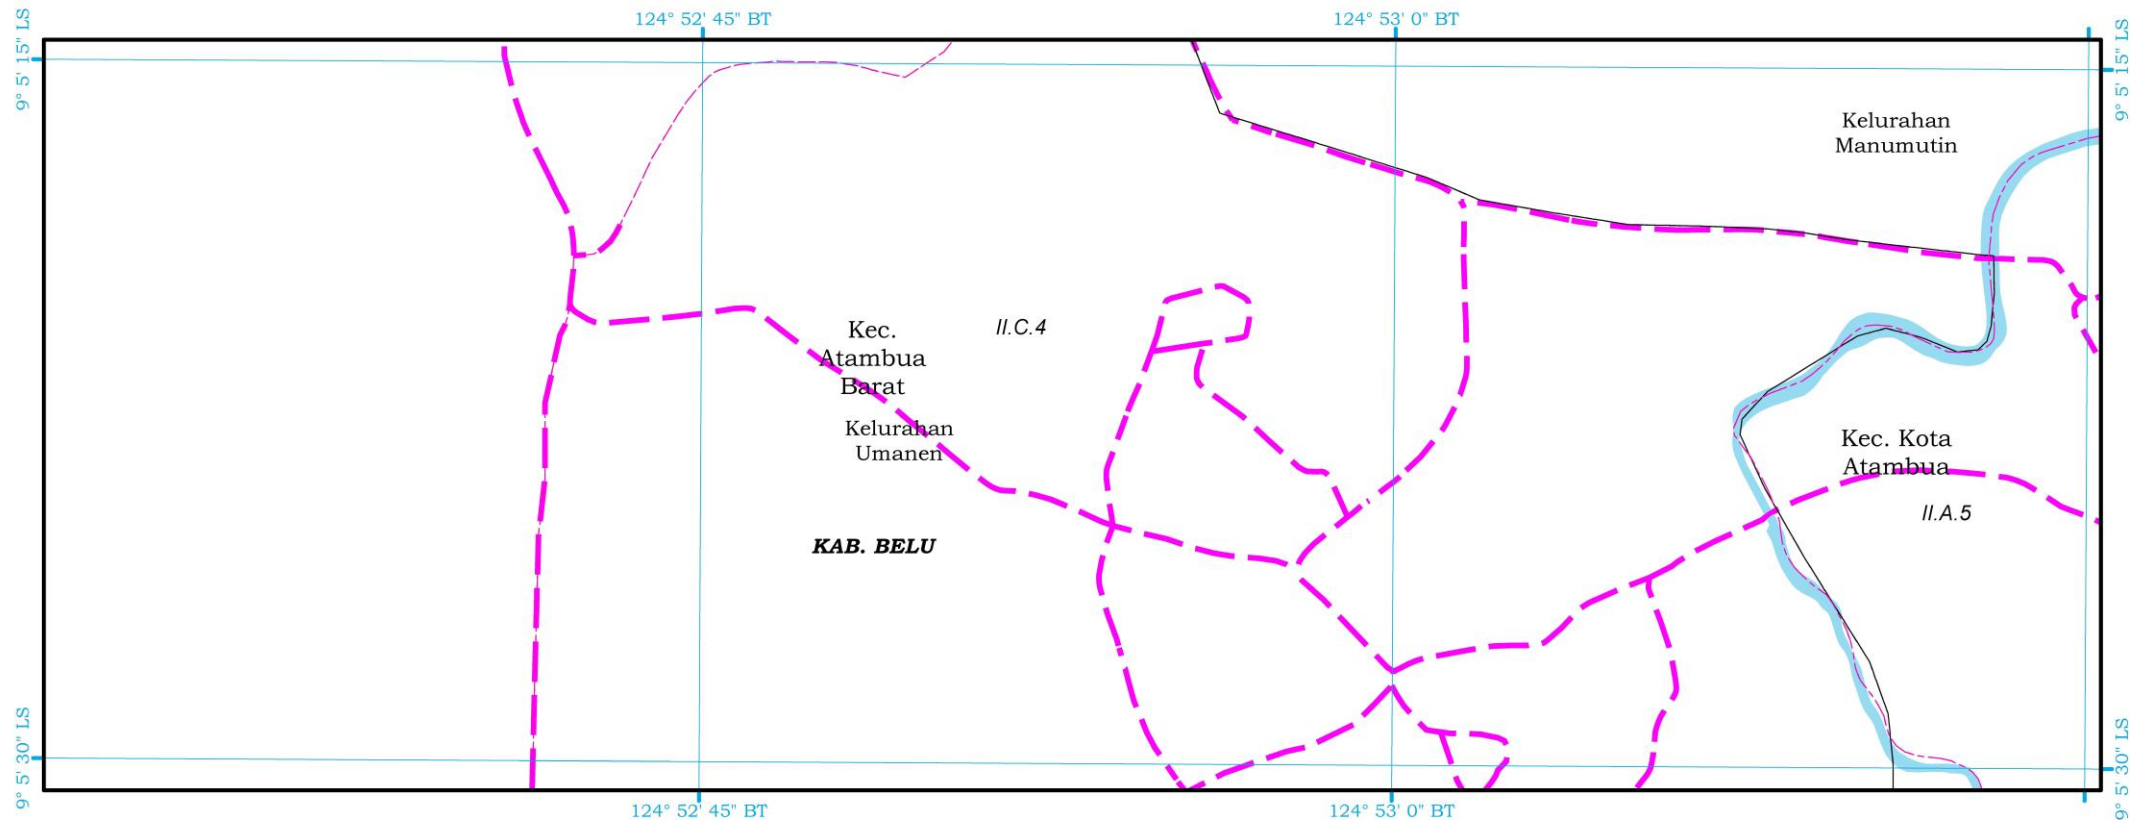 124° 52' 45" BT
124° 53' 0" BT
9° 5' 15" LS
9° 5' 15" LS
Kelurahan
Manumutin
II.C.4
Kec.
Atambua
Barat
Kelurahan
Umanen
Kec. Kota
Atambua
II.A.5
KAB. BELU
9° 5' 30" LS
9° 5' 30" LS
124° 52' 45" BT
124° 53' 0" BT